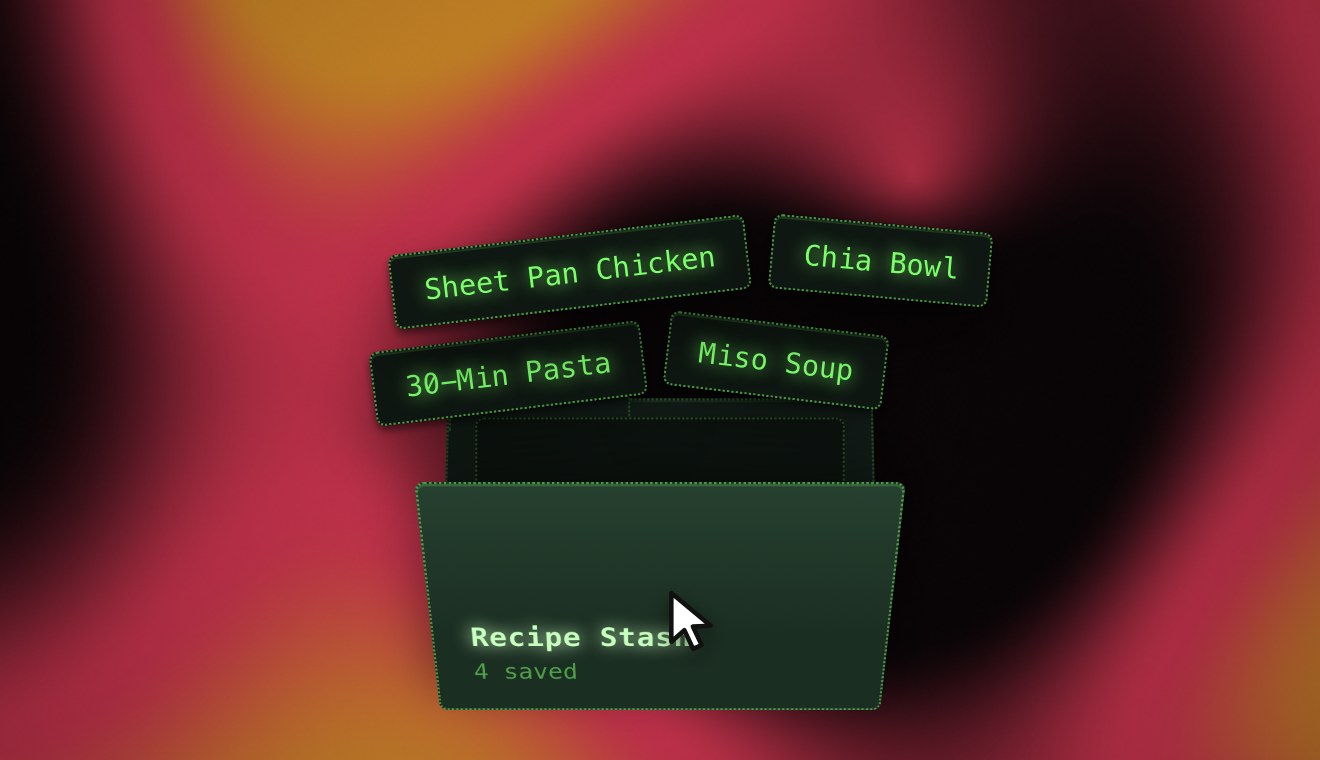 Sheet Pan Chicken
Chia Bowl
30–Min Pasta
Miso Soup
Recipe Stash
4 saved